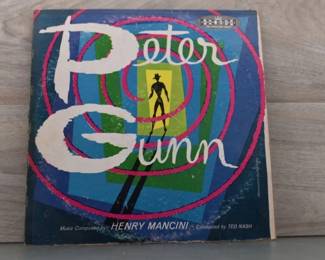 Peter
Gunn
Music Composed by HENRY MANCINI • Conducted by TED NASH